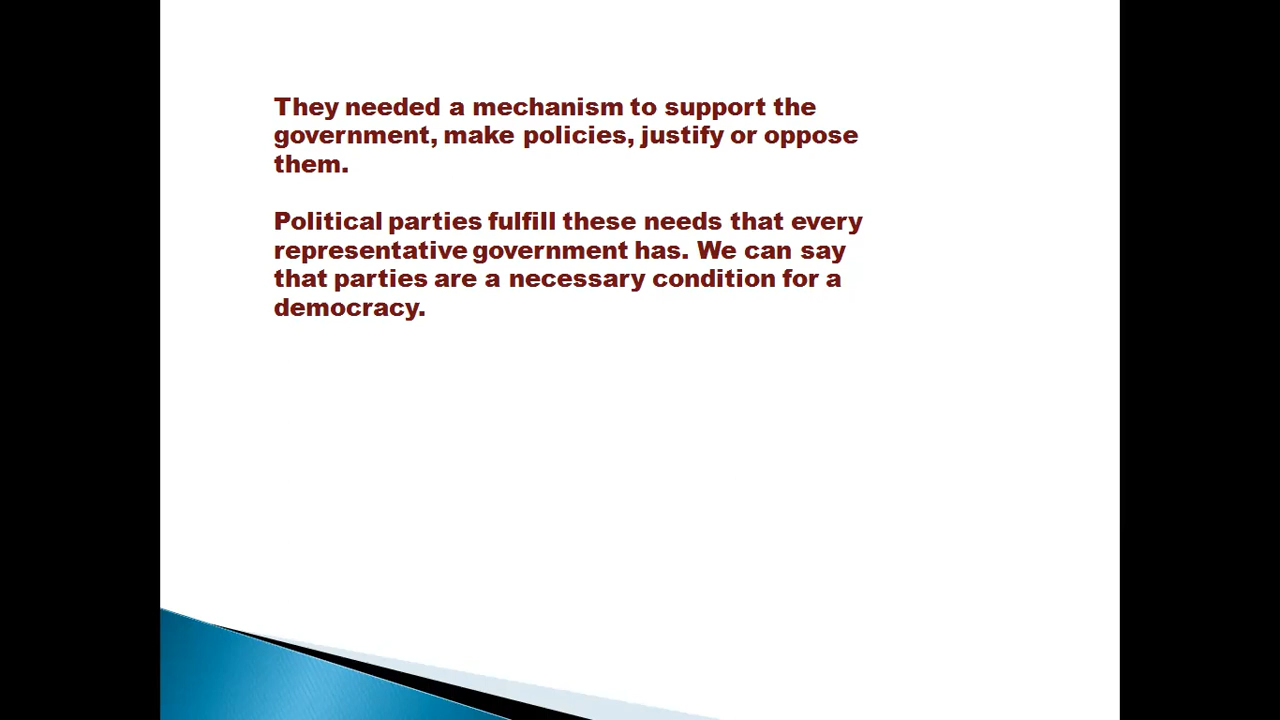 They needed a mechanism to support the
government, make policies, justify or oppose
them.
Political parties fulfill these needs that every
representative government has. We can say
that parties are a necessary condition for a
democracy.